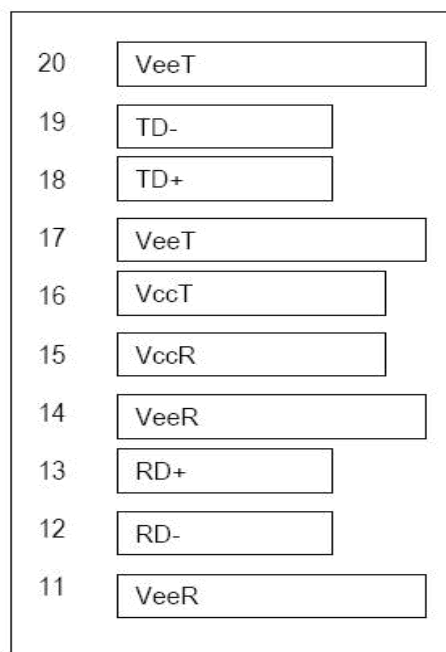 20 VeeT
19 TD-
18 TD+
17 VeeT
16 VccT
15 VccR
14 VeeR
13 RD+
12 RD-
11 VeeR